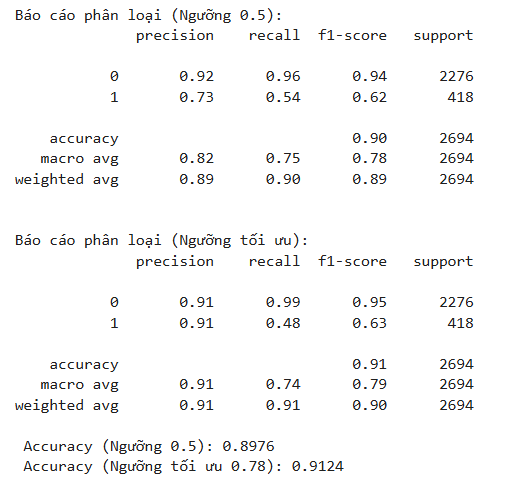 Báo cáo phân loại (Ngưỡng 0.5):
precision recall f1-score support
0 0.92 0.96 0.94 2276
1 0.73 0.54 0.62 418
accuracy 0.90 2694
macro avg 0.82 0.75 0.78 2694
weighted avg 0.89 0.90 0.89 2694
Báo cáo phân loại (Ngưỡng tối ưu):
precision recall f1-score support
0 0.91 0.99 0.95 2276
1 0.91 0.48 0.63 418
accuracy 0.91 2694
macro avg 0.91 0.74 0.79 2694
weighted avg 0.91 0.91 0.90 2694
Accuracy (Ngưỡng 0.5): 0.8976
Accuracy (Ngưỡng tối ưu 0.78): 0.9124